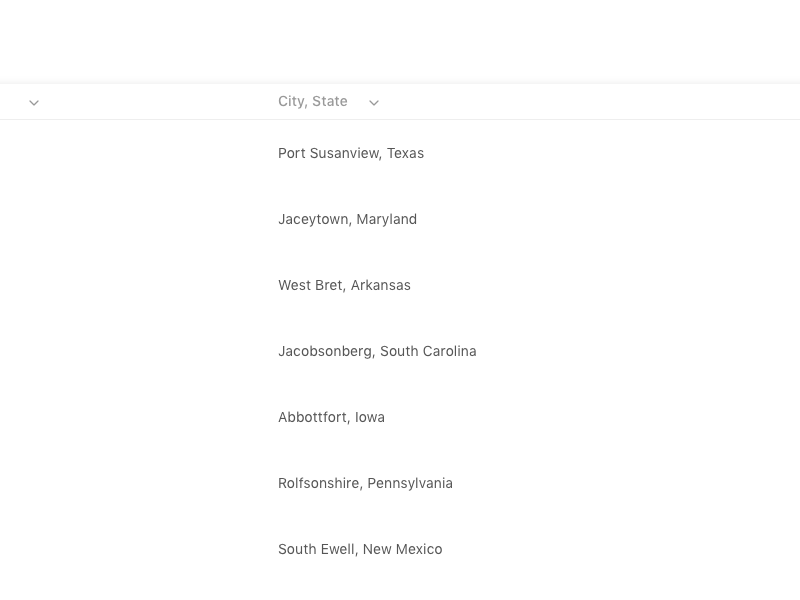 City, State
Port Susanview, Texas
Jaceytown, Maryland
West Bret, Arkansas
Jacobsonberg, South Carolina
Abbottfort, Iowa
Rolfsonshire, Pennsylvania
South Ewell, New Mexico